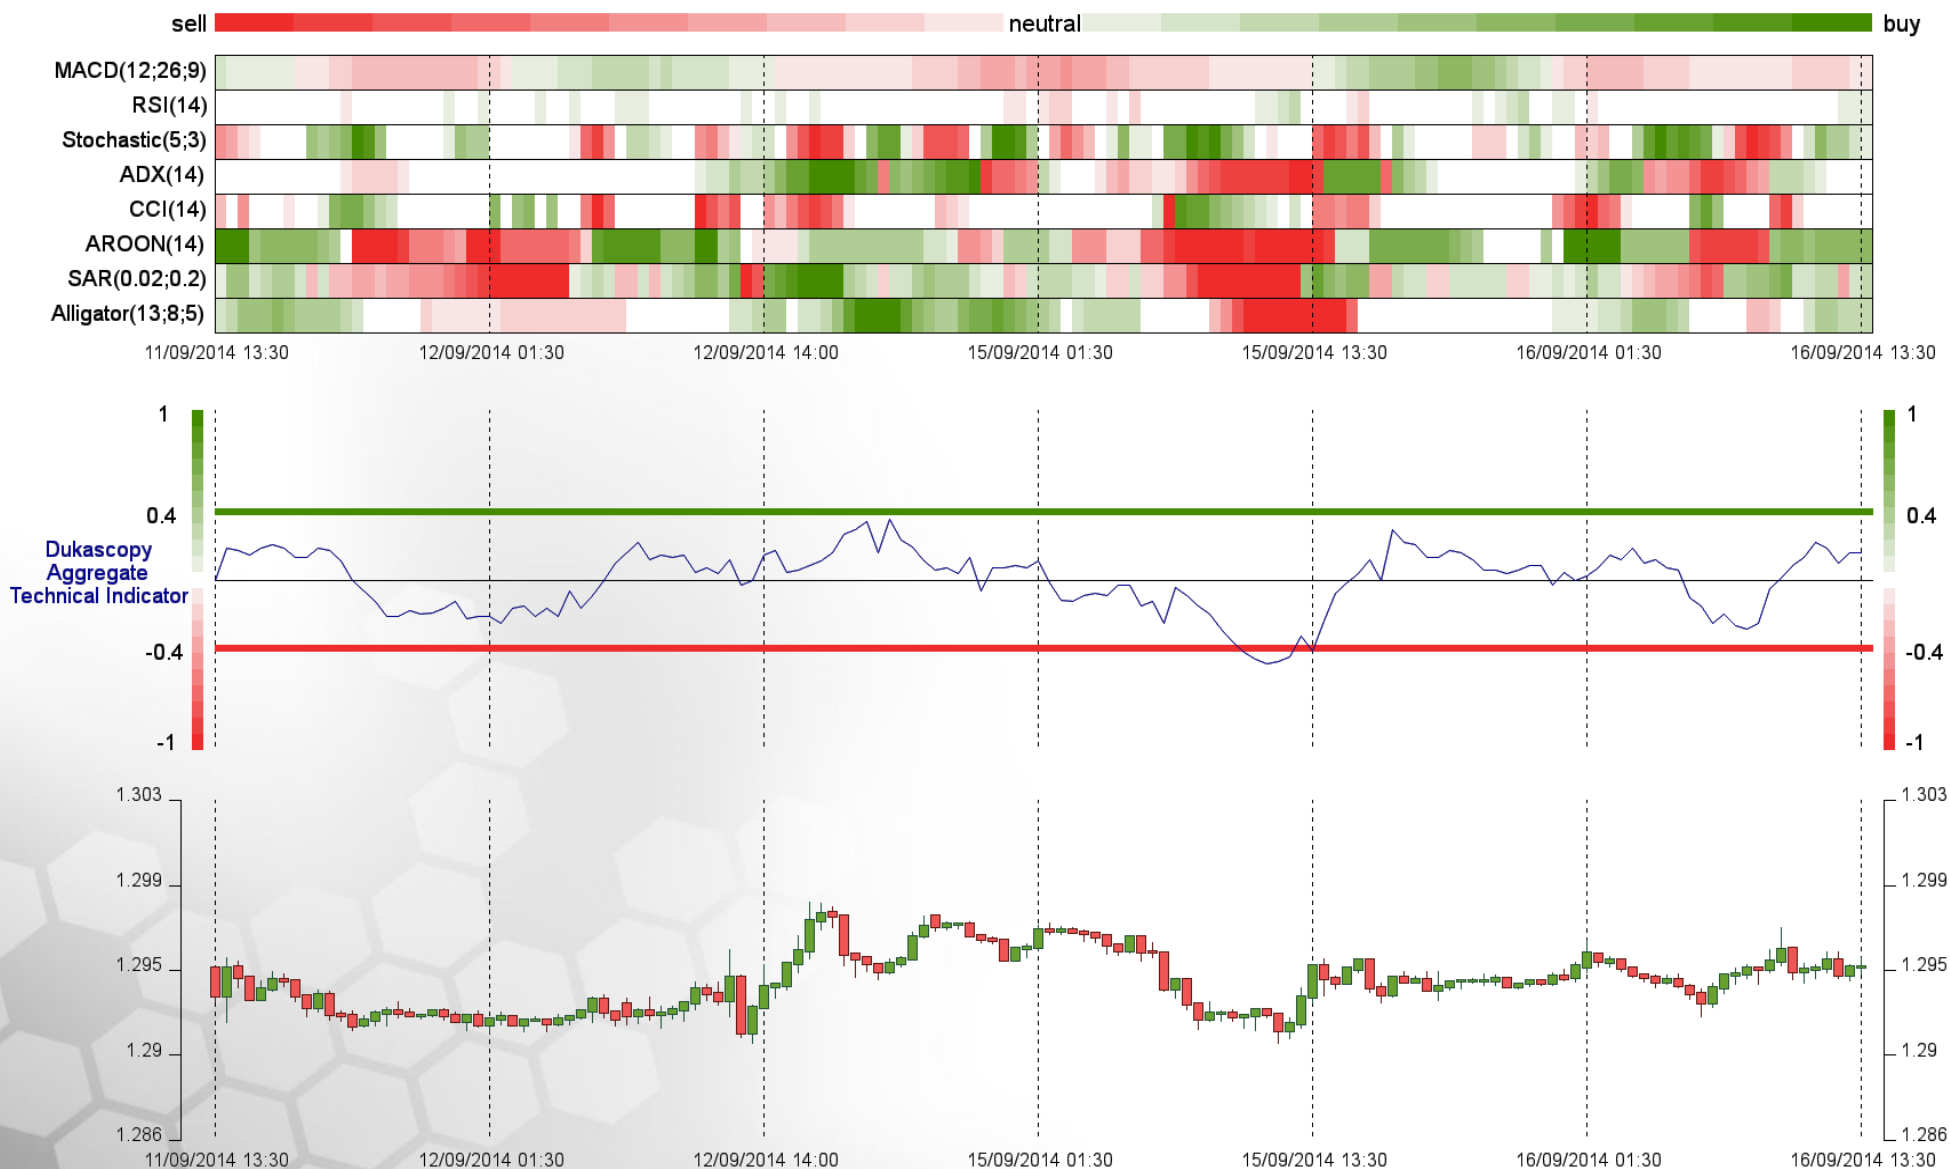 sell neutral buy
MACD(12;26;9)
RSI(14)
Stochastic(5;3)
ADX(14)
CCI(14)
AROON(14)
SAR(0.02;0.2)
Alligator(13;8;5)
11/09/2014 13:30 12/09/2014 01:30 12/09/2014 14:00 15/09/2014 01:30 15/09/2014 13:30 16/09/2014 01:30 16/09/2014 13:30
1 1
0.4 0.4
Dukascopy
Aggregate
Technical Indicator
-0.4 -0.4
-1 -1
1.303 1.303
1.299 1.299
1.295 1.295
1.29 1.29
1.286 1.286
11/09/2014 13:30 12/09/2014 01:30 12/09/2014 14:00 15/09/2014 01:30 15/09/2014 13:30 16/09/2014 01:30 16/09/2014 13:30